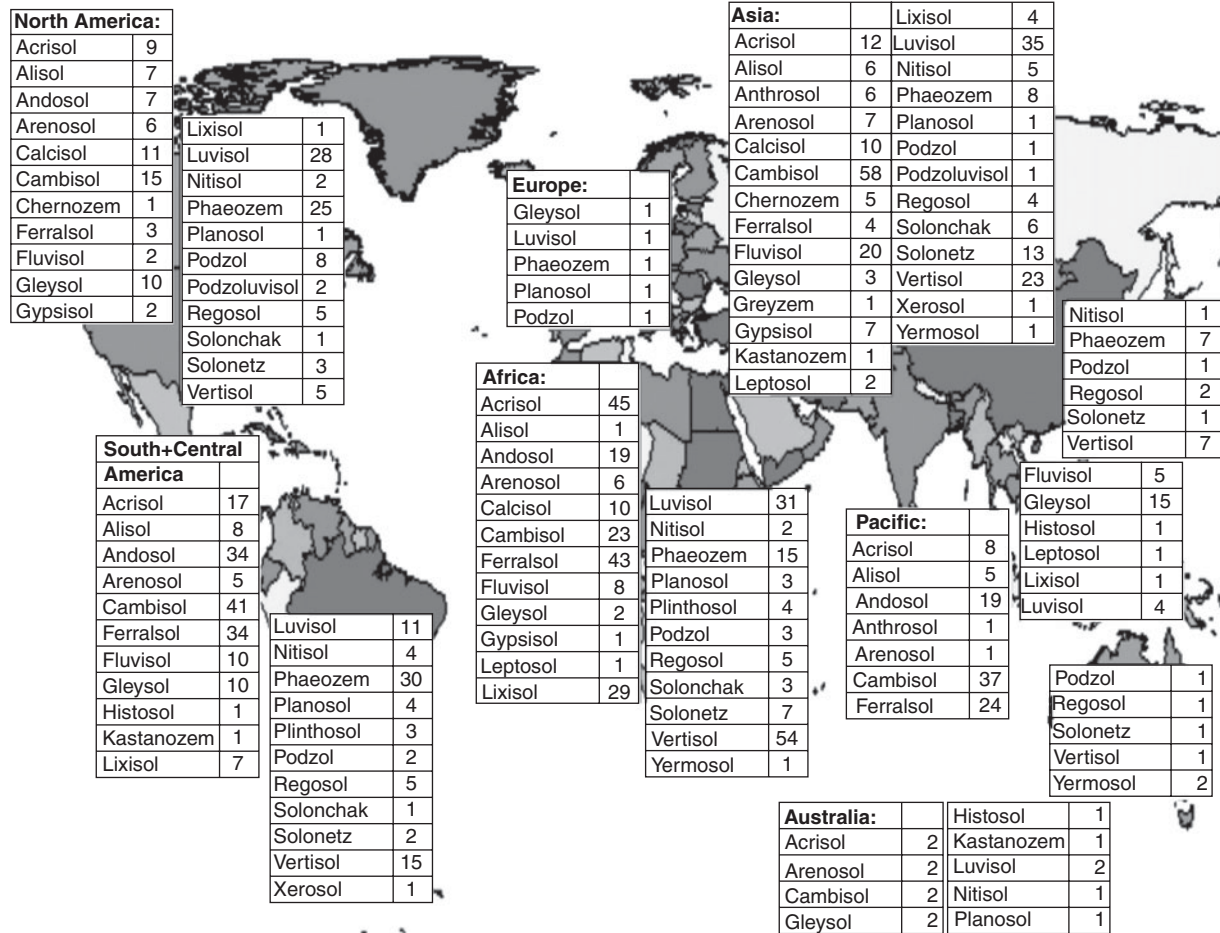 North America:
Acrisol 9
Alisol 7
Andosol 7
Arenosol 6
Calcisol 11
Cambisol 15
Chernozem 1
Ferralsol 3
Fluvisol 2
Gleysol 10
Gypsisol 2
Lixisol 1
Luvisol 28
Nitisol 2
Phaeozem 25
Planosol 1
Podzol 8
Podzoluvisol 2
Regosol 5
Solonchak 1
Solonetz 3
Vertisol 5
South+Central
America
Acrisol 17
Alisol 8
Andosol 34
Arenosol 5
Cambisol 41
Ferralsol 34
Fluvisol 10
Gleysol 10
Histosol 1
Kastanozem 1
Lixisol 7
Luvisol 11
Nitisol 4
Phaeozem 30
Planosol 4
Plinthosol 3
Podzol 2
Regosol 5
Solonchak 1
Solonetz 2
Vertisol 15
Xerosol 1
Europe:
Gleysol 1
Luvisol 1
Phaeozem 1
Planosol 1
Podzol 1
Africa:
Acrisol 45
Alisol 1
Andosol 19
Arenosol 6
Calcisol 10
Cambisol 23
Ferralsol 43
Fluvisol 8
Gleysol 2
Gypsisol 1
Leptosol 1
Lixisol 29
Luvisol 31
Nitisol 2
Phaeozem 15
Planosol 3
Plinthosol 4
Podzol 3
Regosol 5
Solonchak 3
Solonetz 7
Vertisol 54
Yermosol 1
Asia:
Acrisol 12
Alisol 6
Anthrosol 6
Arenosol 7
Calcisol 10
Cambisol 58
Chernozem 5
Ferralsol 4
Fluvisol 20
Gleysol 3
Greyzem 1
Gypsisol 7
Kastanozem 1
Leptosol 2
Lixisol 4
Luvisol 35
Nitisol 5
Phaeozem 8
Planosol 1
Podzol 1
Podzoluvisol 1
Regosol 4
Solonchak 6
Solonetz 13
Vertisol 23
Xerosol 1
Yermosol 1
Pacific:
Acrisol 8
Alisol 5
Andosol 19
Anthrosol 1
Arenosol 1
Cambisol 37
Ferralsol 24
Fluvisol 5
Gleysol 15
Histosol 1
Leptosol 1
Lixisol 1
Luvisol 4
Nitisol 1
Phaeozem 7
Podzol 1
Regosol 2
Solonetz 1
Vertisol 7
Australia:
Acrisol 2
Arenosol 2
Cambisol 2
Gleysol 2
Histosol 1
Kastanozem 1
Luvisol 2
Nitisol 1
Planosol 1
Podzol 1
Regosol 1
Solonetz 1
Vertisol 1
Yermosol 2